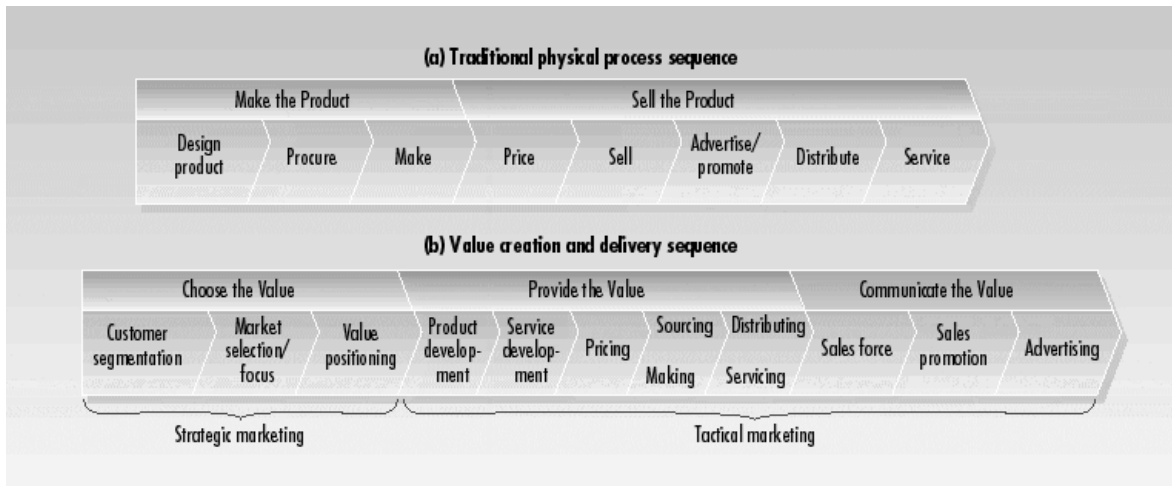 (a) Traditional physical process sequence
Make the Product
Sell the Product
Design
product
Procure
Make
Price
Sell
Advertise/
promote
Distribute
Service
(b) Value creation and delivery sequence
Choose the Value
Provide the Value
Communicate the Value
Customer
segmentation
Market
selection/
focus
Value
positioning
Product
develop-
ment
Service
develop-
ment
Pricing
Sourcing
Making
Distributing
Servicing
Sales force
Sales
promotion
Advertising
Strategic marketing
Tactical marketing